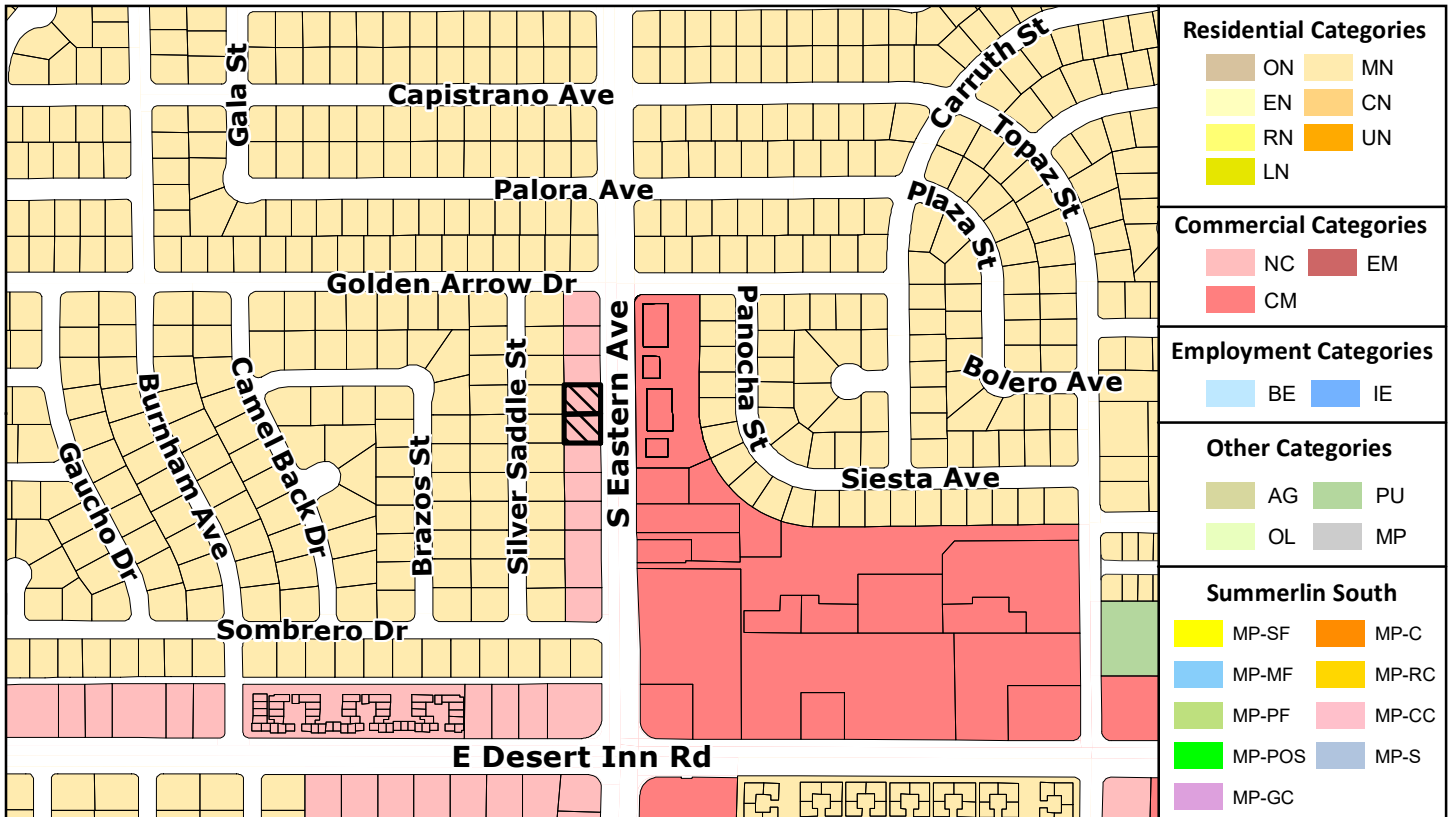 Gala St
Capistrano Ave
Carruth St
Topaz St
Palora Ave
Plaza St
Golden Arrow Dr
S Eastern Ave
Panocha St
Silver Saddle St
Camel Back Dr
Burnham Ave
Gaucho Dr
Brazos St
Bolero Ave
Siesta Ave
Sombrero Dr
E Desert Inn Rd
Residential Categories
ON MN
EN CN
RN UN
LN
Commercial Categories
NC EM
CM
Employment Categories
BE IE
Other Categories
AG PU
OL MP
Summerlin South
MP-SF MP-C
MP-MF MP-RC
MP-PF MP-CC
MP-POS MP-S
MP-GC